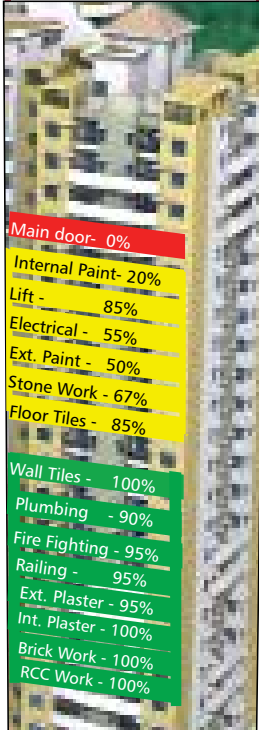 Main door- 0%
Internal Paint- 20%
Lift - 85%
Electrical - 55%
Ext. Paint - 50%
Stone Work - 67%
Floor Tiles - 85%
Wall Tiles - 100%
Plumbing - 90%
Fire Fighting - 95%
Railing - 95%
Ext. Plaster - 95%
Int. Plaster - 100%
Brick Work - 100%
RCC Work - 100%